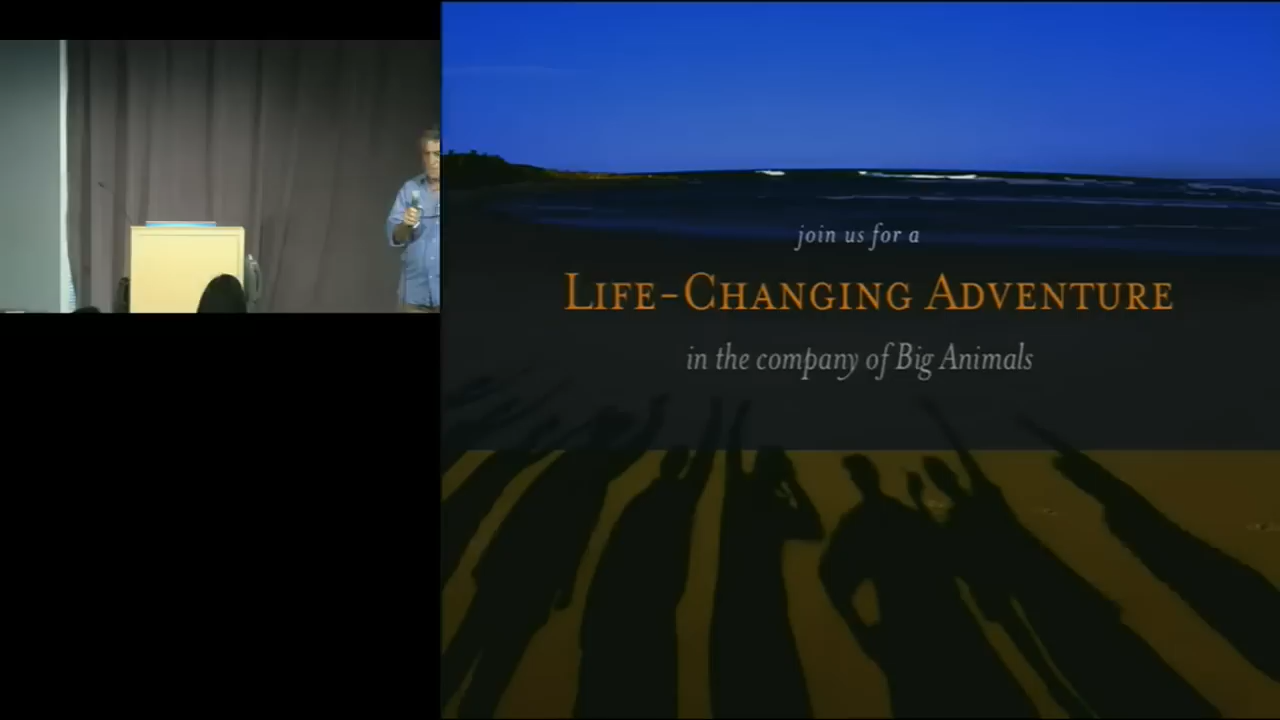 join us for a
Life-Changing Adventure
in the company of Big Animals